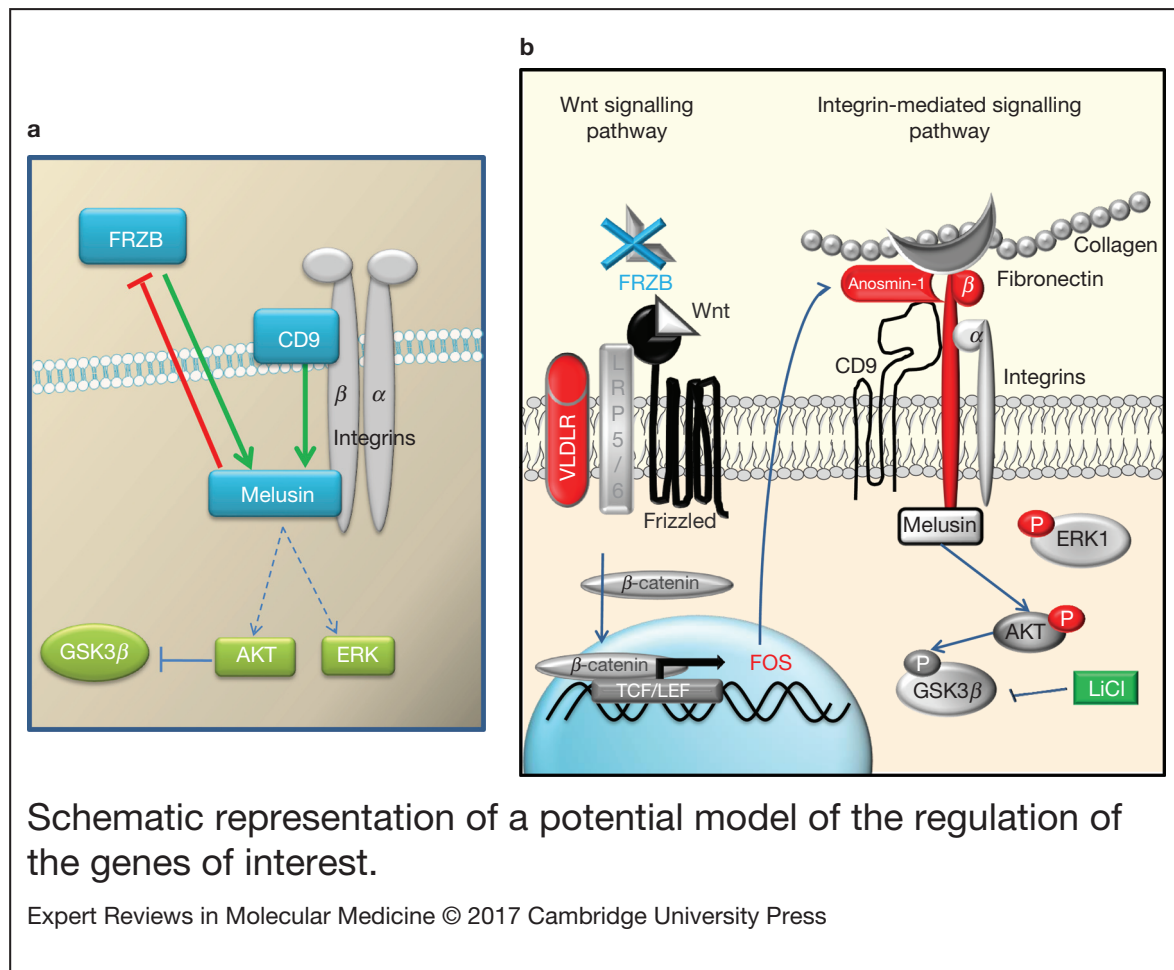 a
FRZB
CD9
β
α
Integrins
Melusin
GSK3β
AKT
ERK
b
Wnt signalling
pathway
Integrin-mediated signalling
pathway
FRZB
Wnt
VLDLR
LRP5/6
Frizzled
β-catenin
β-catenin
TCF/LEF
FOS
Collagen
Fibronectin
Anosmin-1
β
α
CD9
Integrins
Melusin
P
ERK1
AKT
P
P
GSK3β
LiCl
Schematic representation of a potential model of the regulation of
the genes of interest.
Expert Reviews in Molecular Medicine © 2017 Cambridge University Press